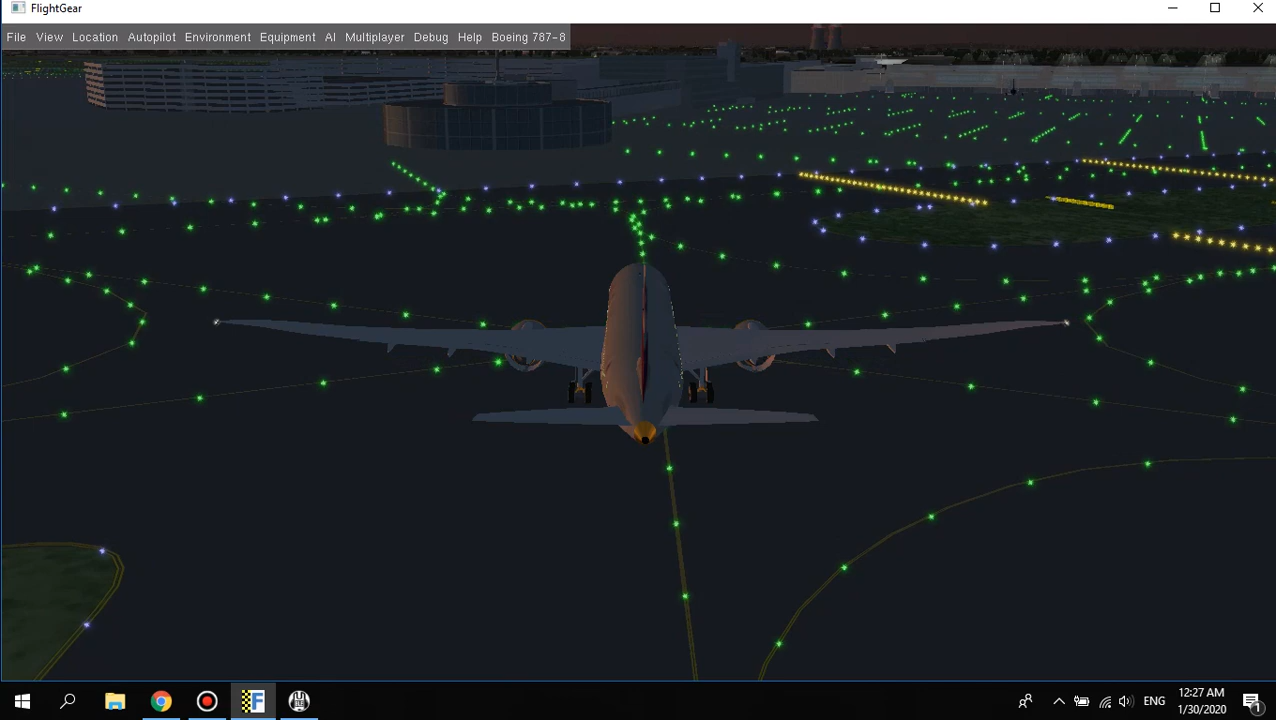 FlightGear
File View Location Autopilot Environment Equipment AI Multiplayer Debug Help Boeing 787-8
ENG
12:27 AM
1/30/2020
1